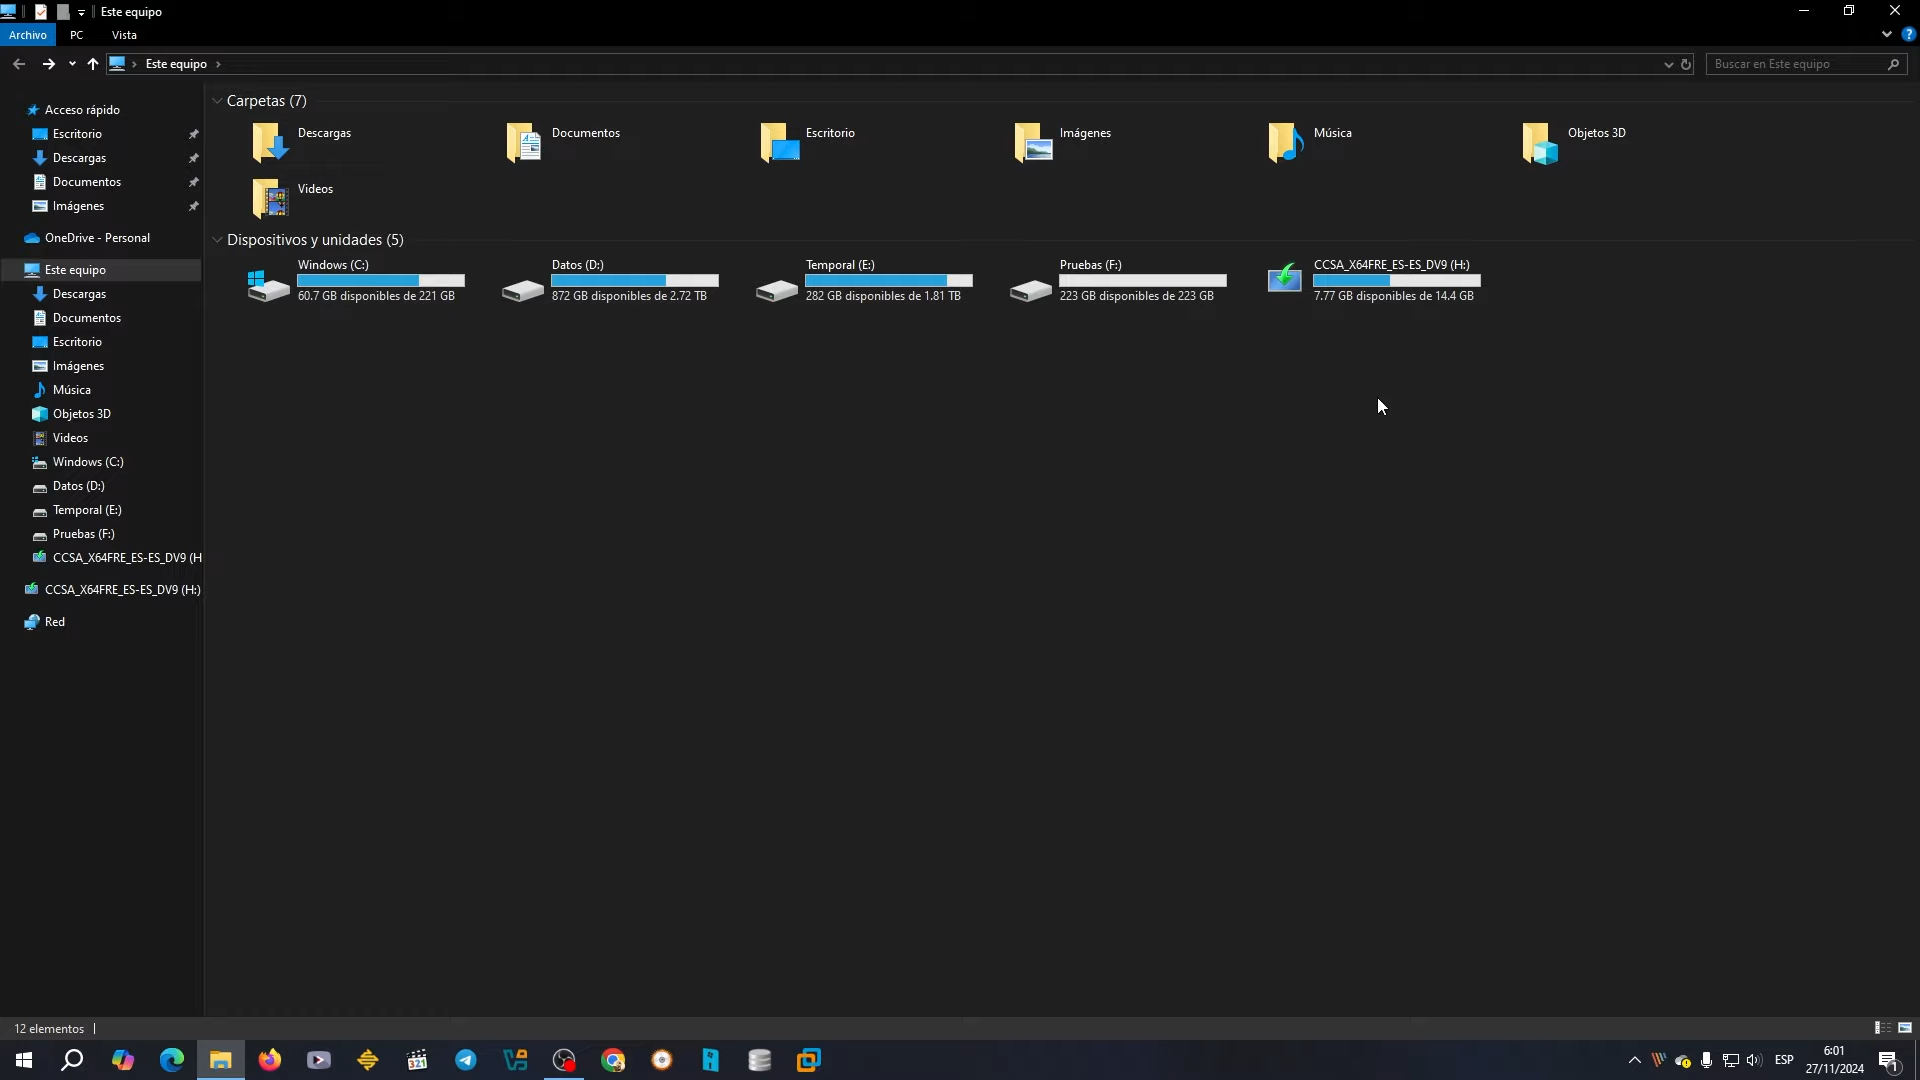 Este equipo
Archivo PC Vista
Este equipo
Buscar en Este equipo
Acceso rápido
Escritorio
Descargas
Documentos
Imágenes
OneDrive - Personal
Este equipo
Descargas
Documentos
Escritorio
Imágenes
Música
Objetos 3D
Videos
Windows (C:)
Datos (D:)
Temporal (E:)
Pruebas (F:)
CCSA_X64FRE_ES-ES_DV9 (H
CCSA_X64FRE_ES-ES_DV9 (H:)
Red
Carpetas (7)
Descargas
Documentos
Escritorio
Imágenes
Música
Objetos 3D
Videos
Dispositivos y unidades (5)
Windows (C:)
60.7 GB disponibles de 221 GB
Datos (D:)
872 GB disponibles de 2.72 TB
Temporal (E:)
282 GB disponibles de 1.81 TB
Pruebas (F:)
223 GB disponibles de 223 GB
CCSA_X64FRE_ES-ES_DV9 (H:)
7.77 GB disponibles de 14.4 GB
12 elementos
321
ESP
6:01
27/11/2024
1